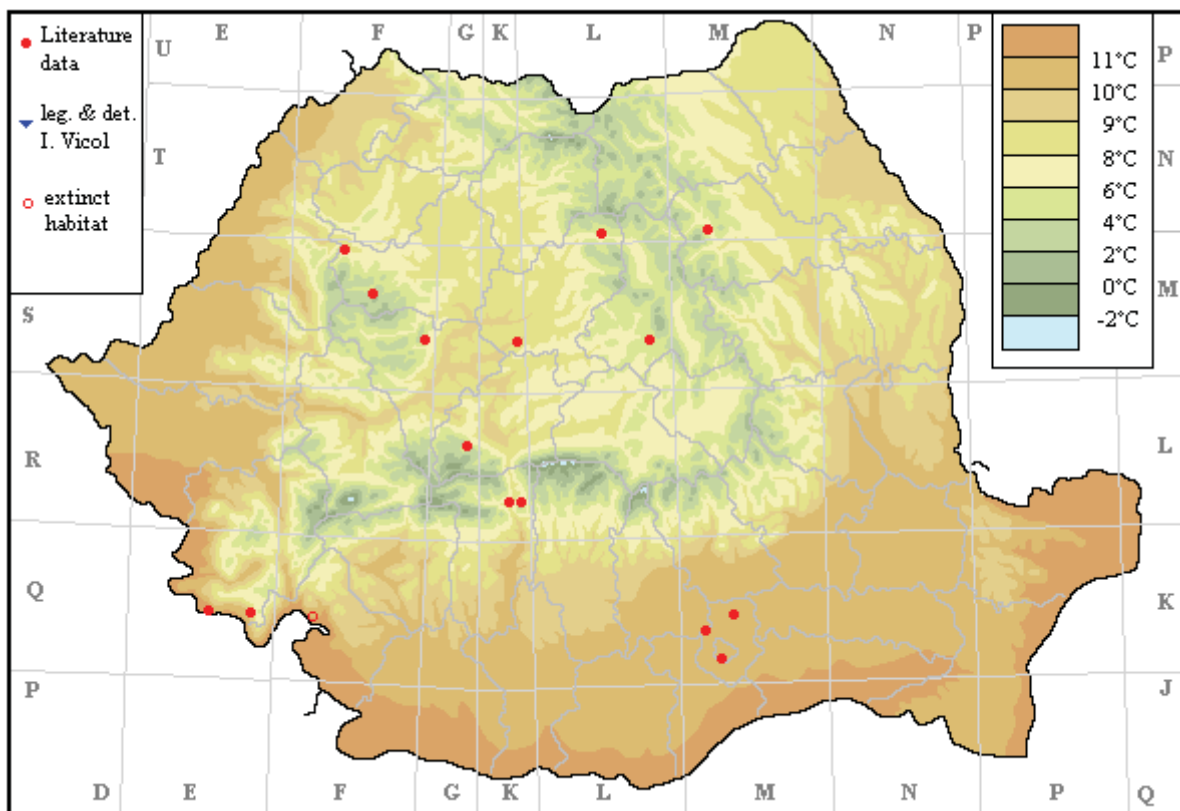 E F G K L M N P
Literature
data
leg. & det.
I. Vicol
extinct
habitat
11°C
10°C
9°C
8°C
6°C
4°C
2°C
0°C
-2°C
U
T
S
R
Q
P
P
N
M
L
K
J
D E F G K L M N P Q